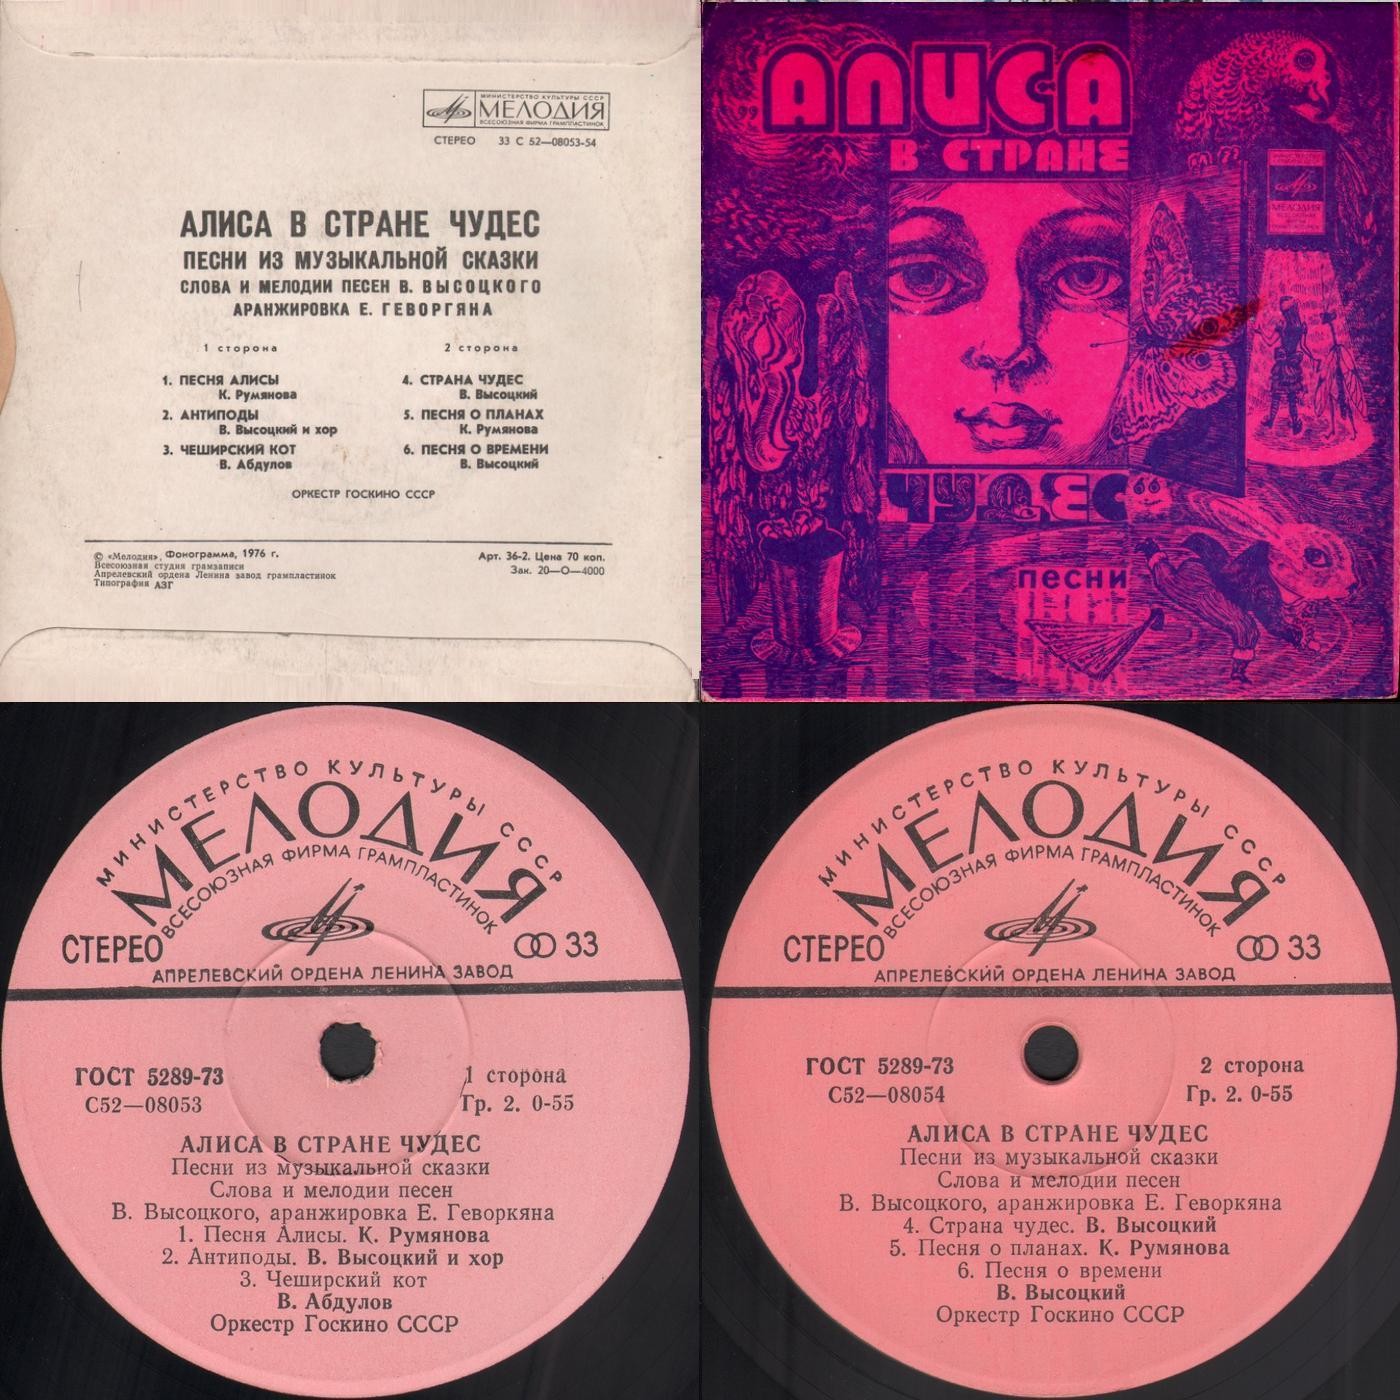 МИНИСТЕРСТВО КУЛЬТУРЫ СССР
МЕЛОДИЯ
ВСЕСОЮЗНАЯ ФИРМА ГРАМПЛАСТИНОК
СТЕРЕО 33 С 52—08053-54
АЛИСА В СТРАНЕ ЧУДЕС
ПЕСНИ ИЗ МУЗЫКАЛЬНОЙ СКАЗКИ
СЛОВА И МЕЛОДИИ ПЕСЕН В. ВЫСОЦКОГО
АРАНЖИРОВКА Е. ГЕВОРГЯНА
1 сторона
1. ПЕСНЯ АЛИСЫ
К. Румянова
2. АНТИПОДЫ
В. Высоцкий и хор
3. ЧЕШИРСКИЙ КОТ
В. Абдулов
2 сторона
4. СТРАНА ЧУДЕС
В. Высоцкий
5. ПЕСНЯ О ПЛАНАХ
К. Румянова
6. ПЕСНЯ О ВРЕМЕНИ
В. Высоцкий
ОРКЕСТР ГОСКИНО СССР
© «Мелодия», Фонограмма, 1976 г.
Всесоюзная студия грамзаписи
Апрелевский ордена Ленина завод грампластинок
Типография АЗГ
Арт. 36-2. Цена 70 коп.
Зак. 20—О—4000
„АЛИСА
В СТРАНЕ
ЧУДЕС“
песни
МЕЛОДИЯ
МИНИСТЕРСТВО КУЛЬТУРЫ СССР
МЕЛОДИЯ
ВСЕСОЮЗНАЯ ФИРМА ГРАМПЛАСТИНОК
СТЕРЕО 33
АПРЕЛЕВСКИЙ ОРДЕНА ЛЕНИНА ЗАВОД
ГОСТ 5289-73 1 сторона
С52—08053 Гр. 2. 0-55
АЛИСА В СТРАНЕ ЧУДЕС
Песни из музыкальной сказки
Слова и мелодии песен
В. Высоцкого, аранжировка Е. Геворкяна
1. Песня Алисы. К. Румянова
2. Антиподы. В. Высоцкий и хор
3. Чеширский кот
В. Абдулов
Оркестр Госкино СССР
МИНИСТЕРСТВО КУЛЬТУРЫ СССР
МЕЛОДИЯ
ВСЕСОЮЗНАЯ ФИРМА ГРАМПЛАСТИНОК
СТЕРЕО 33
АПРЕЛЕВСКИЙ ОРДЕНА ЛЕНИНА ЗАВОД
ГОСТ 5289-73 2 сторона
С52—08054 Гр. 2. 0-55
АЛИСА В СТРАНЕ ЧУДЕС
Песни из музыкальной сказки
Слова и мелодии песен
В. Высоцкого, аранжировка Е. Геворкяна
4. Страна чудес. В. Высоцкий
5. Песня о планах. К. Румянова
6. Песня о времени
В. Высоцкий
Оркестр Госкино СССР